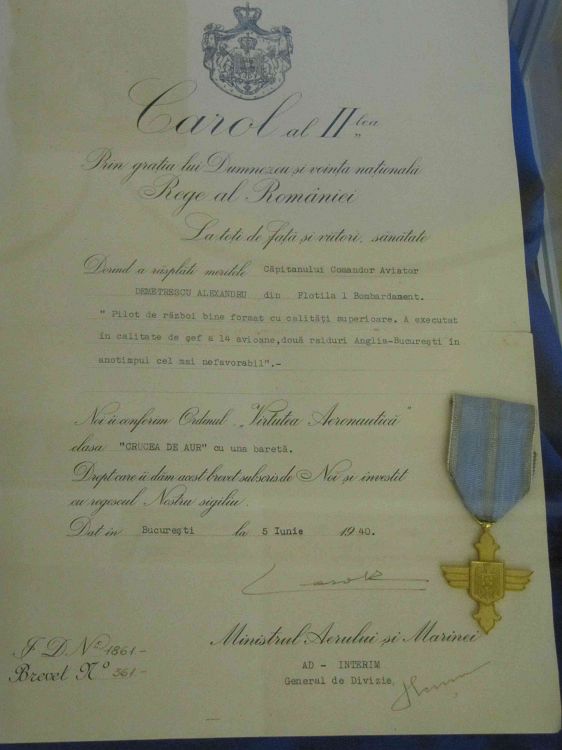 Carol al II lea
Prin grația lui Dumnezeu și voința națională
Rege al României
La toți de față și viitori, sănătate
Dorind a răsplăti meritele Căpitanului Comandor Aviator
DEMETRESCU ALEXANDRU din Flotila 1 Bombardament.
" Pilot de război bine format cu calități superioare. A executat
în calitate de șef a 14 avioane,două raiduri Anglia-București în
anotimpul cel mai nefavorabil".-
Noi îi conferim Ordinul „Virtutea Aeronautică"
clasa "CRUCEA DE AUR" cu una baretă.
Drept care îi dăm acest brevet subscris de Noi și învestit
cu regescul Nostru sigiliu.
Dat în București la 5 Iunie 1940.
Carol R
Ministrul Aerului și Marinei
I D. No 1861-
Brevet No 361-
AD - INTERIM
General de Divizie,